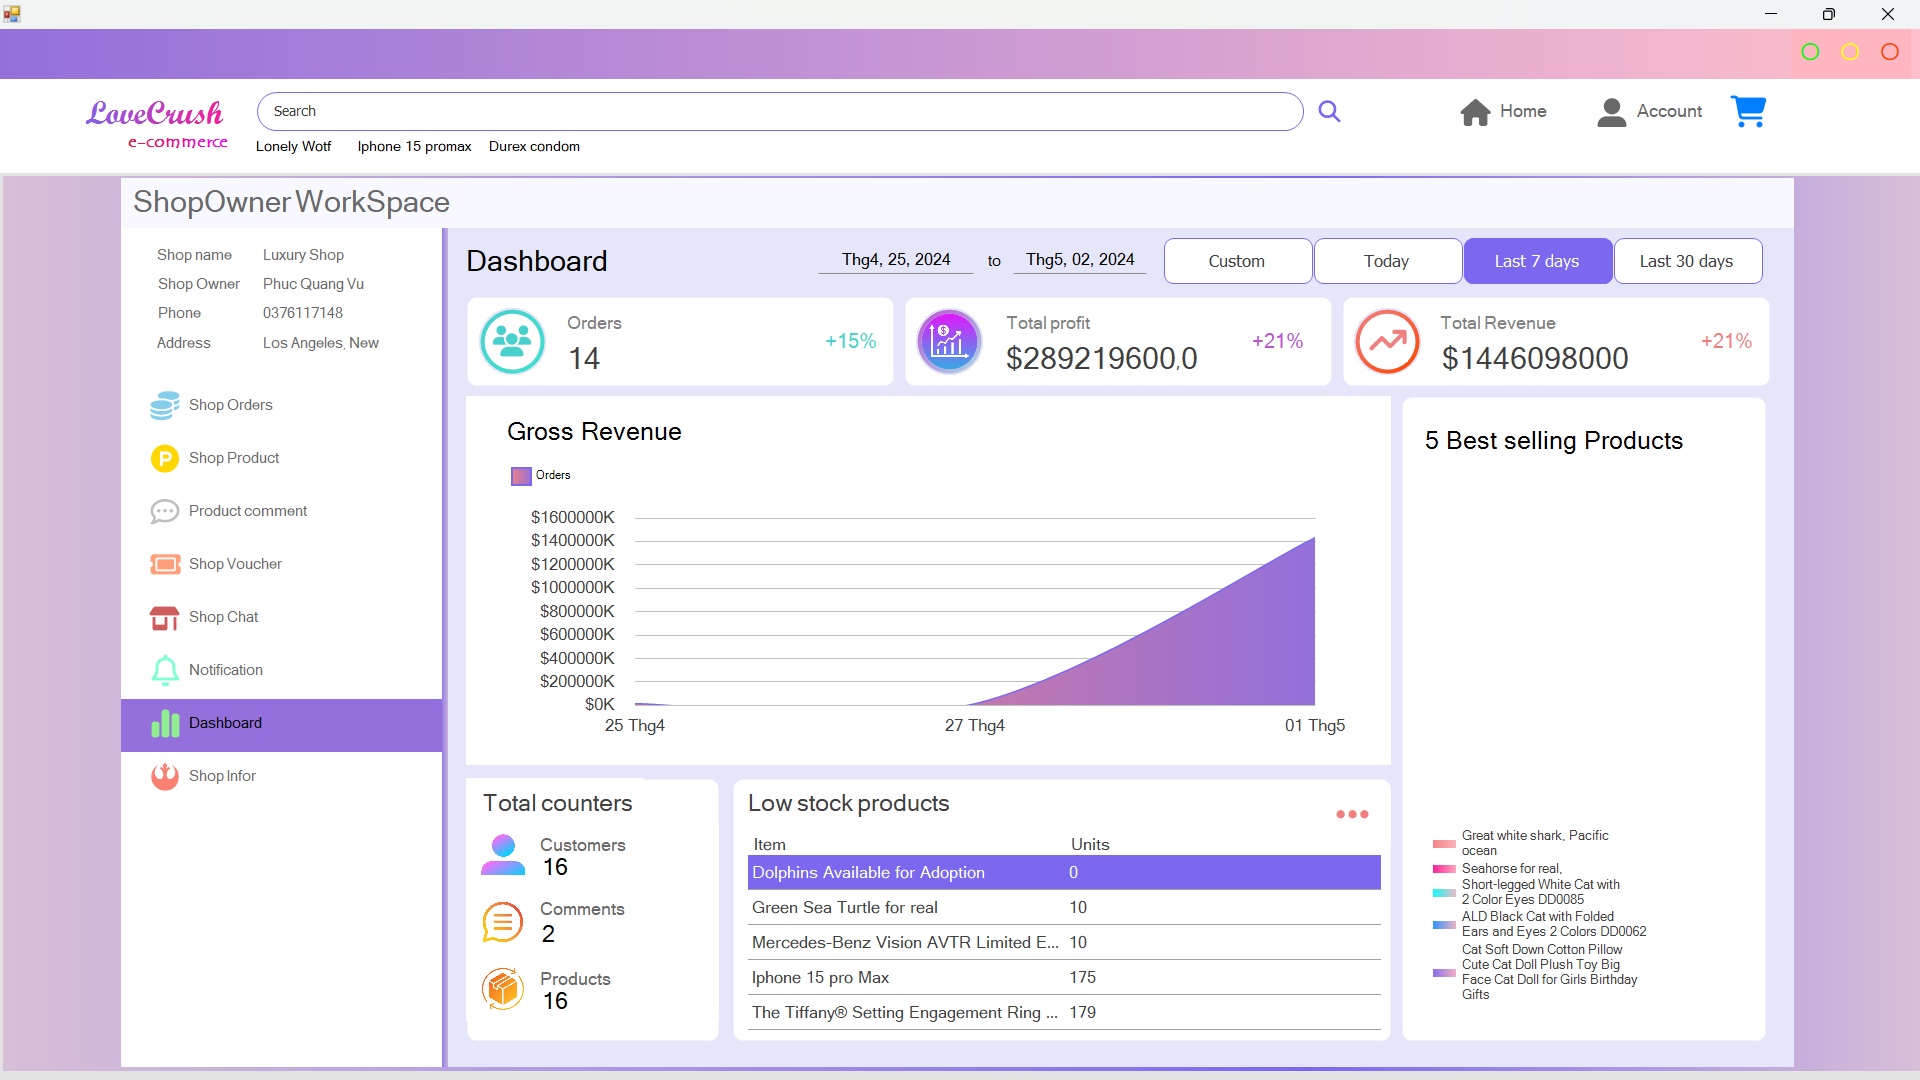 LoveCrush
e-commerce
Search
Home
Account
Lonely Wotf
Iphone 15 promax
Durex condom
ShopOwner WorkSpace
Shop name Luxury Shop
Shop Owner Phuc Quang Vu
Phone 0376117148
Address Los Angeles, New
Shop Orders
Shop Product
Product comment
Shop Voucher
Shop Chat
Notification
Dashboard
Shop Infor
Dashboard
Thg4, 25, 2024 to Thg5, 02, 2024
Custom
Today
Last 7 days
Last 30 days
Orders
14
+15%
Total profit
$289219600,0
+21%
Total Revenue
$1446098000
+21%
Gross Revenue
Orders
$1600000K
$1400000K
$1200000K
$1000000K
$800000K
$600000K
$400000K
$200000K
$0K
25 Thg4
27 Thg4
01 Thg5
5 Best selling Products
Great white shark, Pacific
ocean
Seahorse for real,
Short-legged White Cat with
2 Color Eyes DD0085
ALD Black Cat with Folded
Ears and Eyes 2 Colors DD0062
Cat Soft Down Cotton Pillow
Cute Cat Doll Plush Toy Big
Face Cat Doll for Girls Birthday
Gifts
Total counters
Customers
16
Comments
2
Products
16
Low stock products
Item Units
Dolphins Available for Adoption 0
Green Sea Turtle for real 10
Mercedes-Benz Vision AVTR Limited E... 10
Iphone 15 pro Max 175
The Tiffany® Setting Engagement Ring ... 179